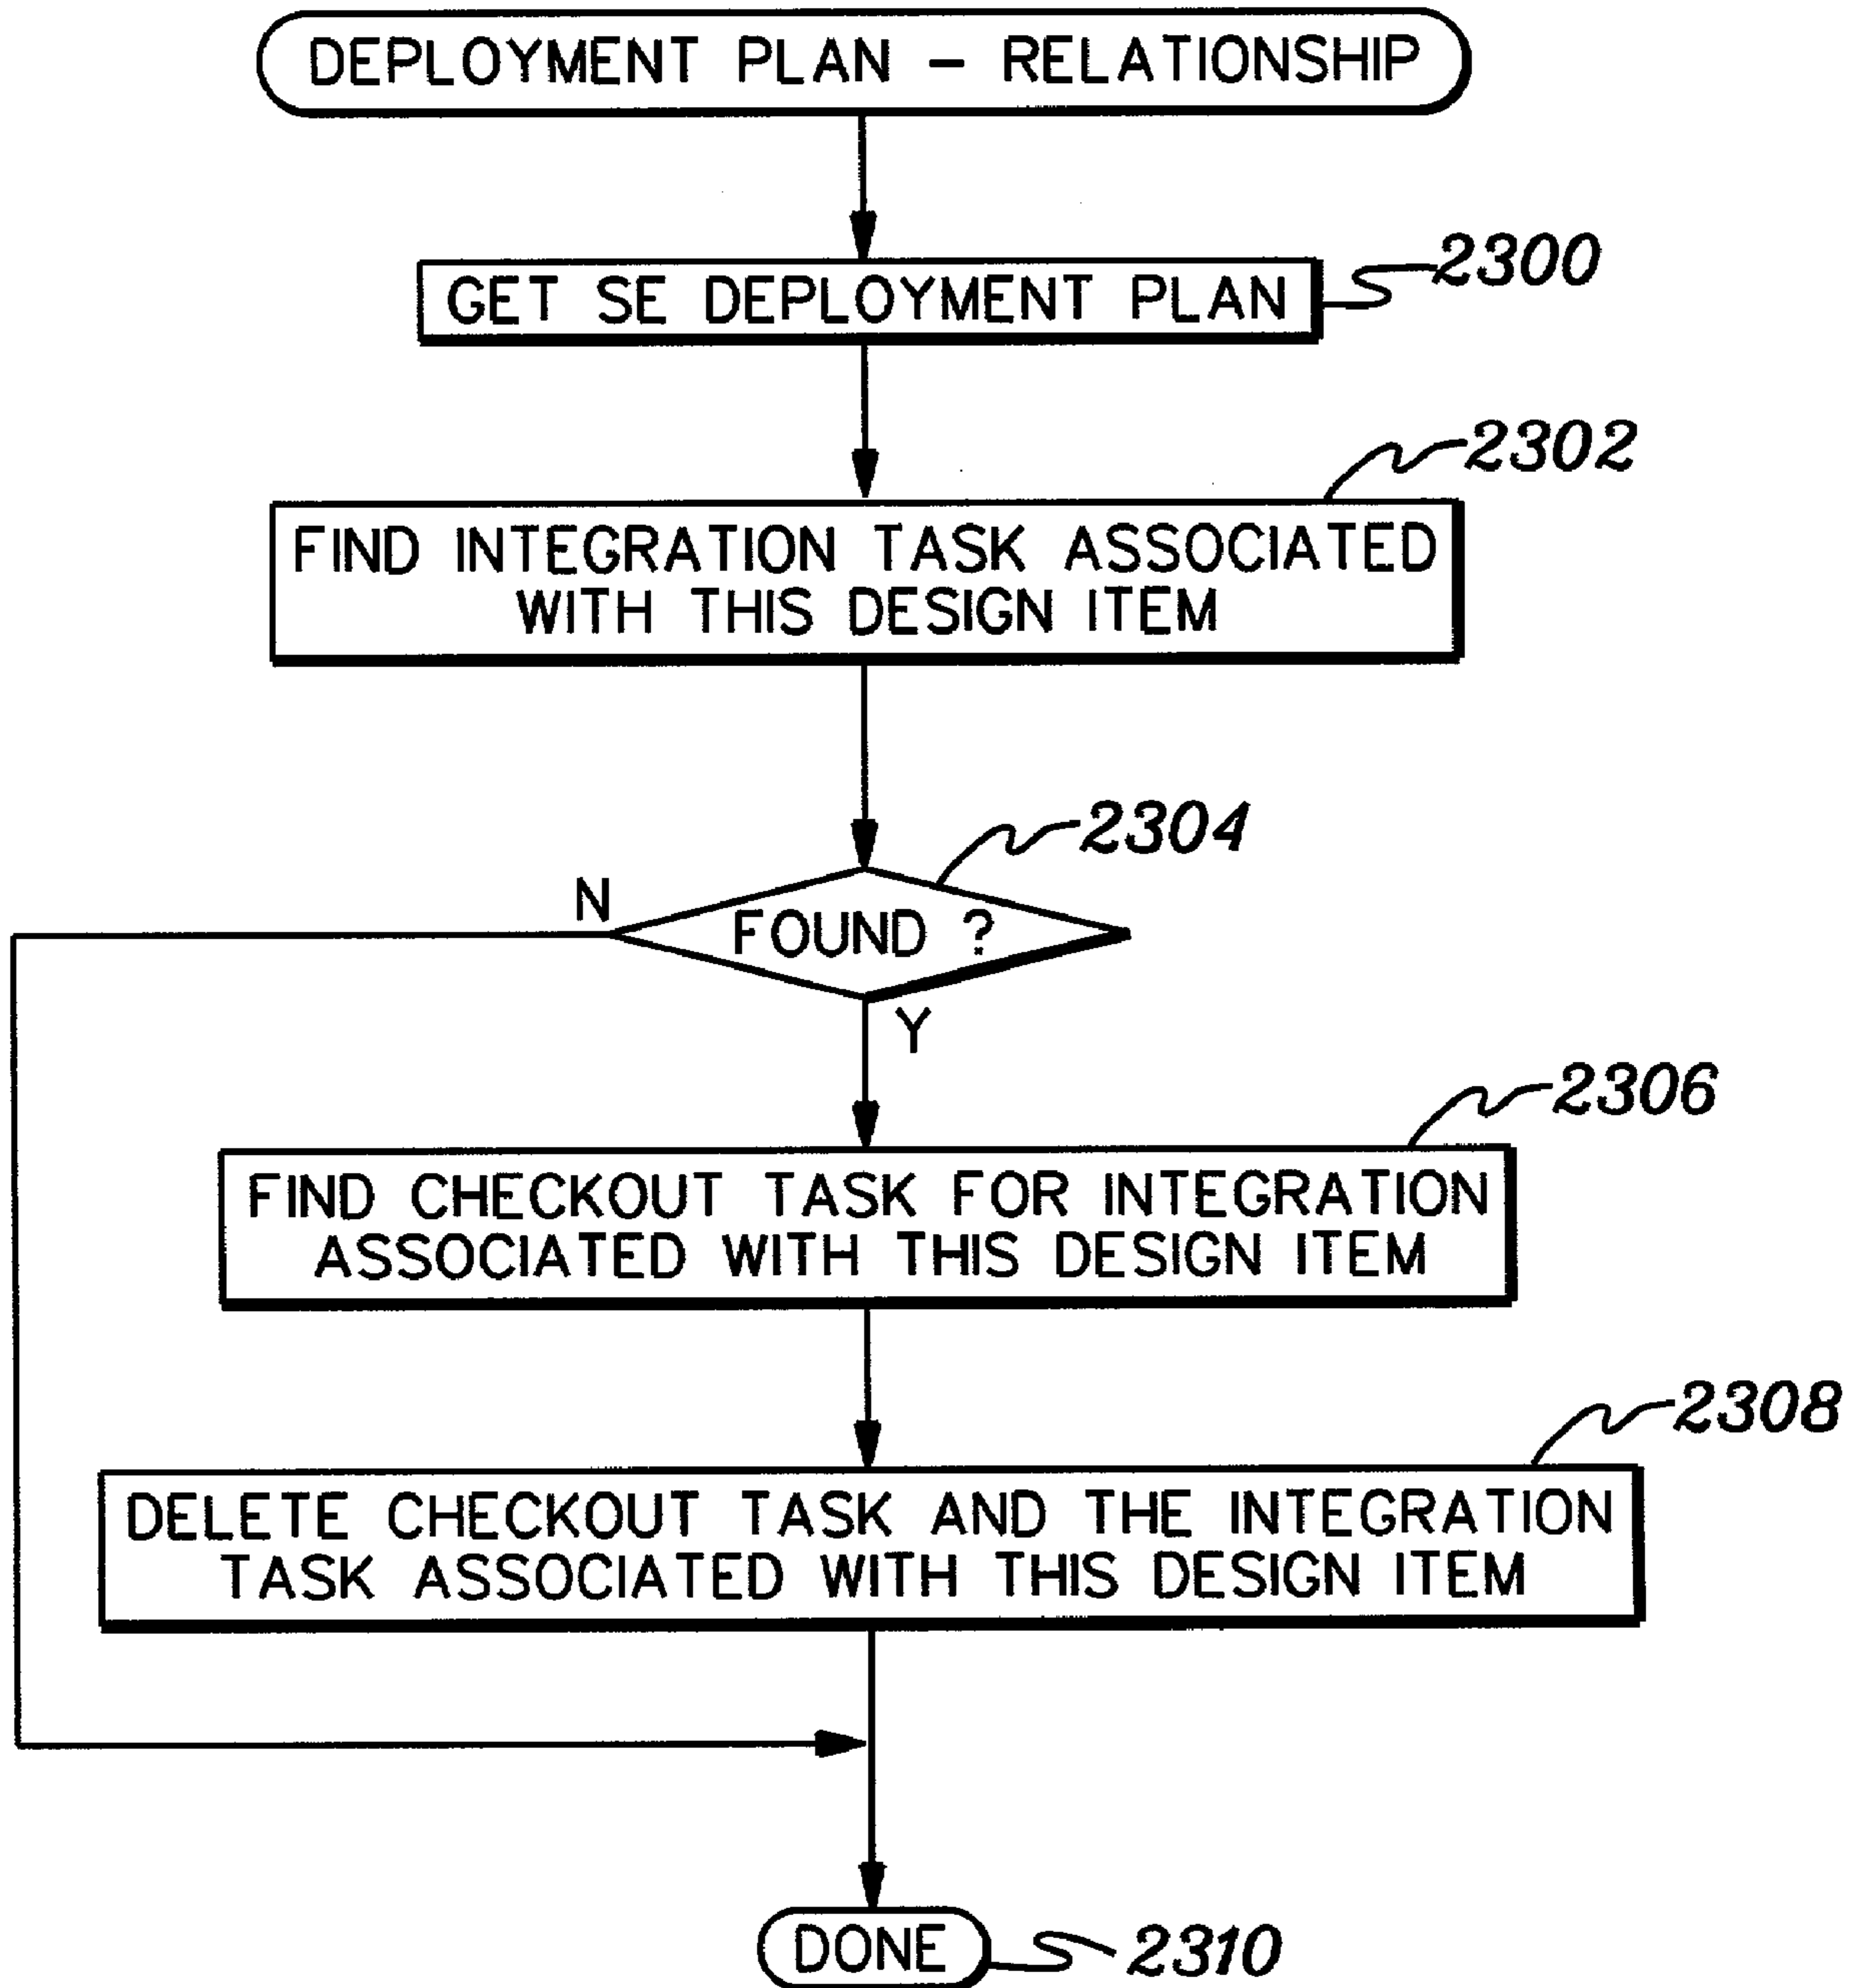 DEPLOYMENT PLAN - RELATIONSHIP
GET SE DEPLOYMENT PLAN
2300
2302
FIND INTEGRATION TASK ASSOCIATED
WITH THIS DESIGN ITEM
2304
N
FOUND ?
Y
2306
FIND CHECKOUT TASK FOR INTEGRATION
ASSOCIATED WITH THIS DESIGN ITEM
2308
DELETE CHECKOUT TASK AND THE INTEGRATION
TASK ASSOCIATED WITH THIS DESIGN ITEM
DONE
2310